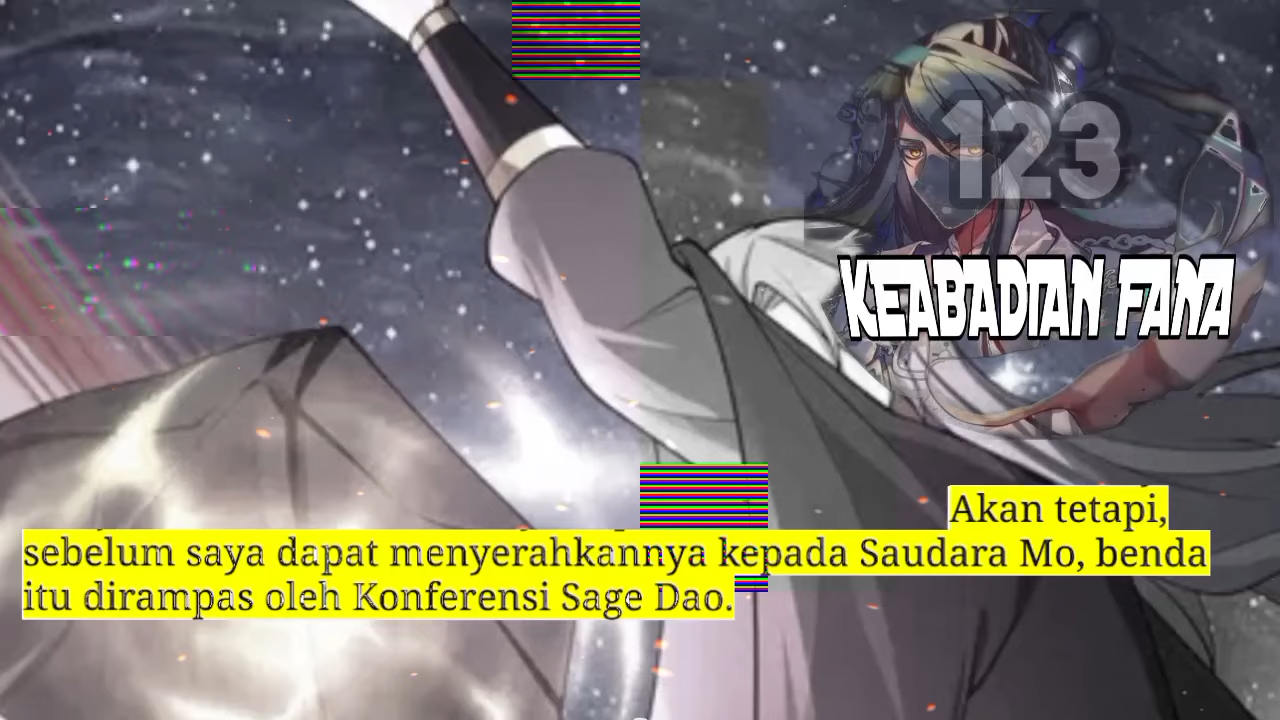 123
KEABADIAN FANA
Akan tetapi,
sebelum saya dapat menyerahkannya kepada Saudara Mo, benda
itu dirampas oleh Konferensi Sage Dao.